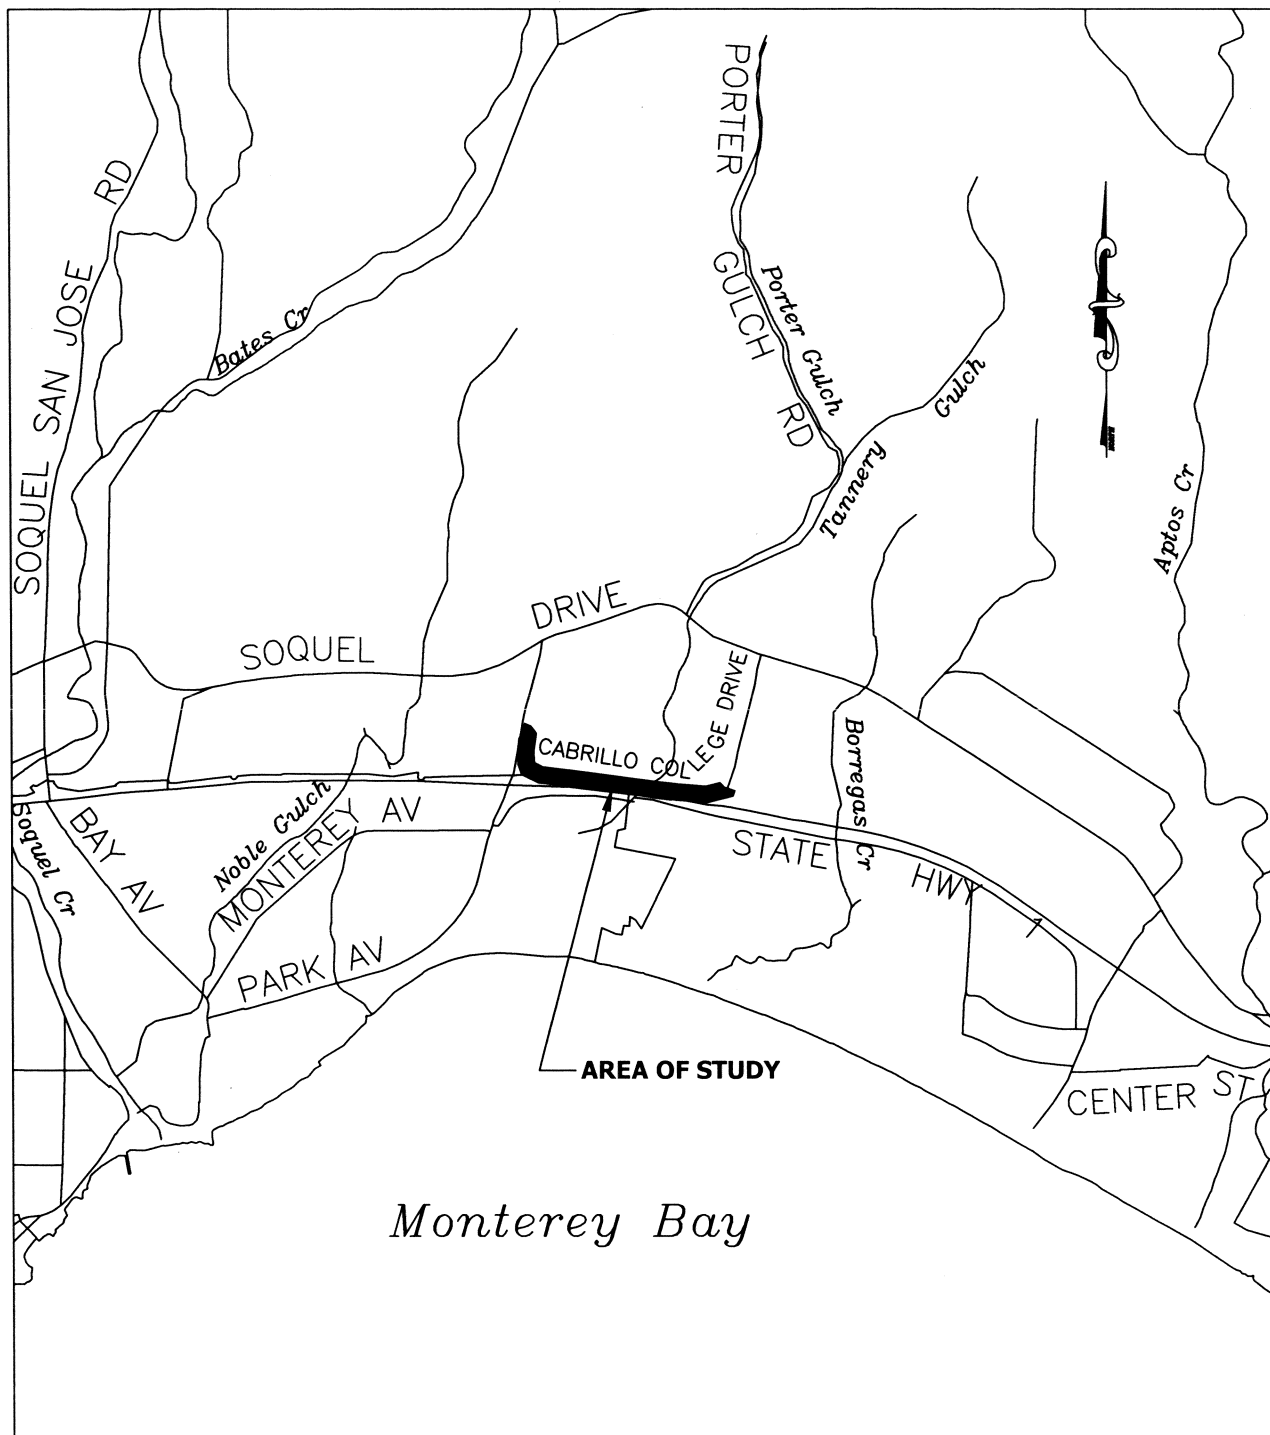 PORTER
GULCH
RD
Porter Gulch
SOQUEL SAN JOSE RD
Bates Cr
Tannery Gulch
Aptos Cr
SOQUEL DRIVE
CABRILLO COLLEGE DRIVE
Borregas Cr
Noble Gulch
MONTEREY AV
BAY AV
Soquel Cr
STATE HWY 1
PARK AV
AREA OF STUDY
CENTER ST
Monterey Bay